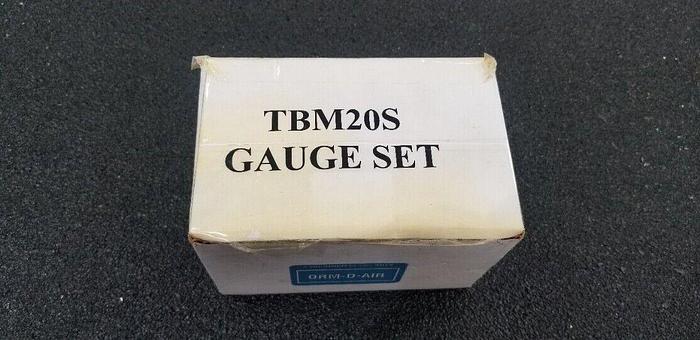 TBM20S
GAUGE SET
ORM-D-AIR